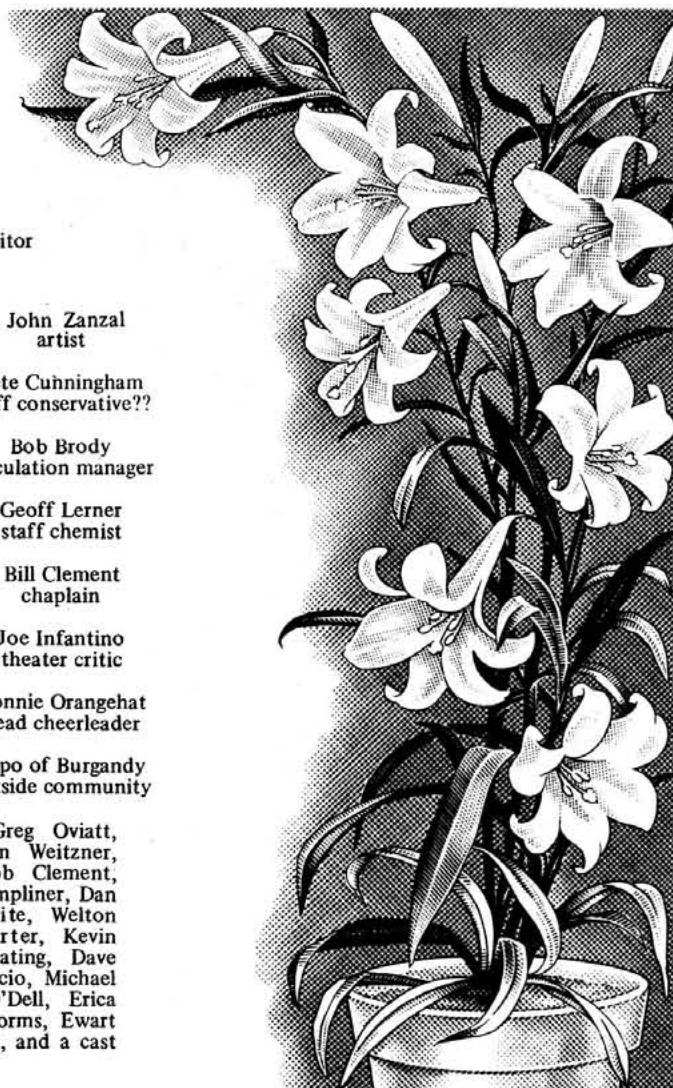 itor
John Zanzal
artist
te Cunningham
ff conservative??
Bob Brody
culation manager
Geoff Lerner
staff chemist
Bill Clement
chaplain
Joe Infantino
theater critic
onnie Orangehat
ead cheerleader
po of Burgandy
side community
Greg Oviatt,
n Weitzner,
ob Clement,
mpliner, Dan
ite, Welton
rter, Kevin
ating, Dave
cio, Michael
'Dell, Erica
orms, Ewart
, and a cast